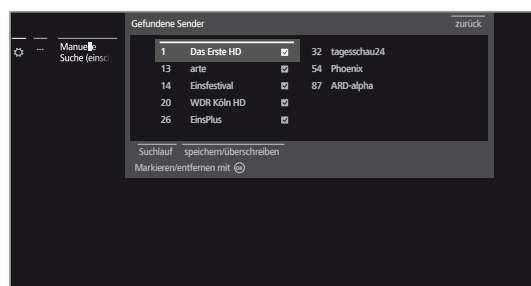 Gefundene Sender zurück
... Manuelle
Suche (einsc
1 Das Erste HD 32 tagesschau24
13 arte 54 Phoenix
14 Einsfestival 87 ARD-alpha
20 WDR Köln HD
26 EinsPlus
Suchlauf speichern/überschreiben
Markieren/entfernen mit OK